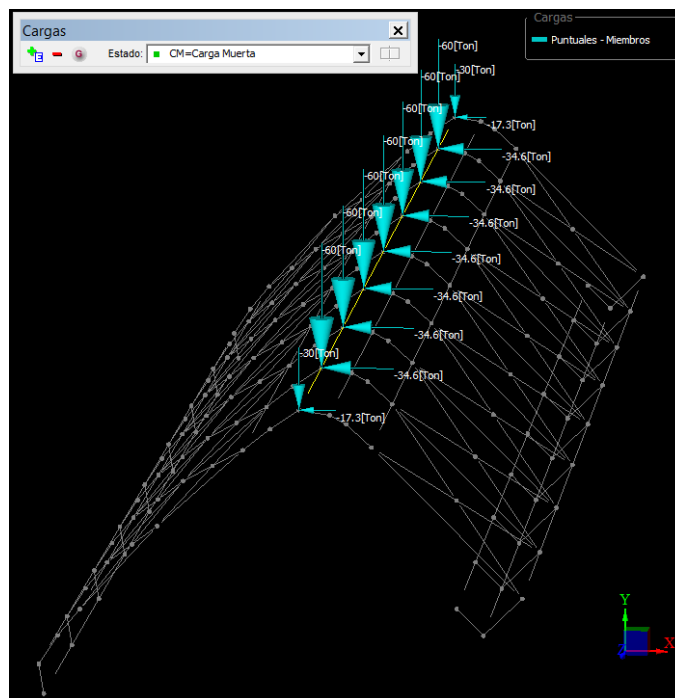 Cargas
Estado: CM=Carga Muerta
G
Cargas
Puntuales - Miembros
-60[Ton]
-30[Ton]
-60[Ton]
-60[Ton]
-17.3[Ton]
-60[Ton]
-34.6[Ton]
-60[Ton]
-34.6[Ton]
-60[Ton]
-34.6[Ton]
-60[Ton]
-34.6[Ton]
-34.6[Ton]
-34.6[Ton]
-30[Ton]
-34.6[Ton]
-17.3[Ton]
Y
X
Z